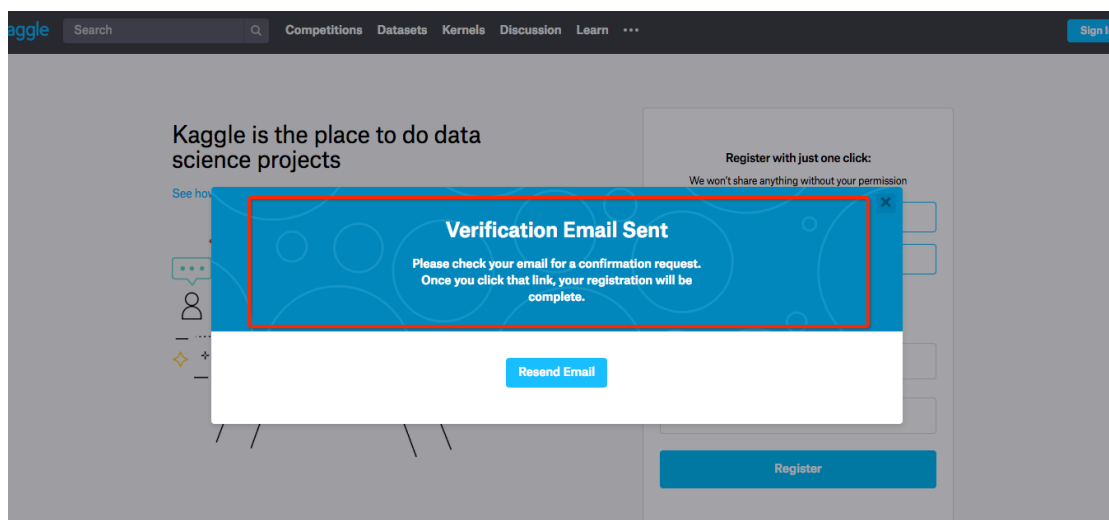 aggle Search Competitions Datasets Kernels Discussion Learn ••• Sign I
Kaggle is the place to do data
science projects
See how
Register with just one click:
We won't share anything without your permission
Verification Email Sent
Please check your email for a confirmation request.
Once you click that link, your registration will be
complete.
Resend Email
Register